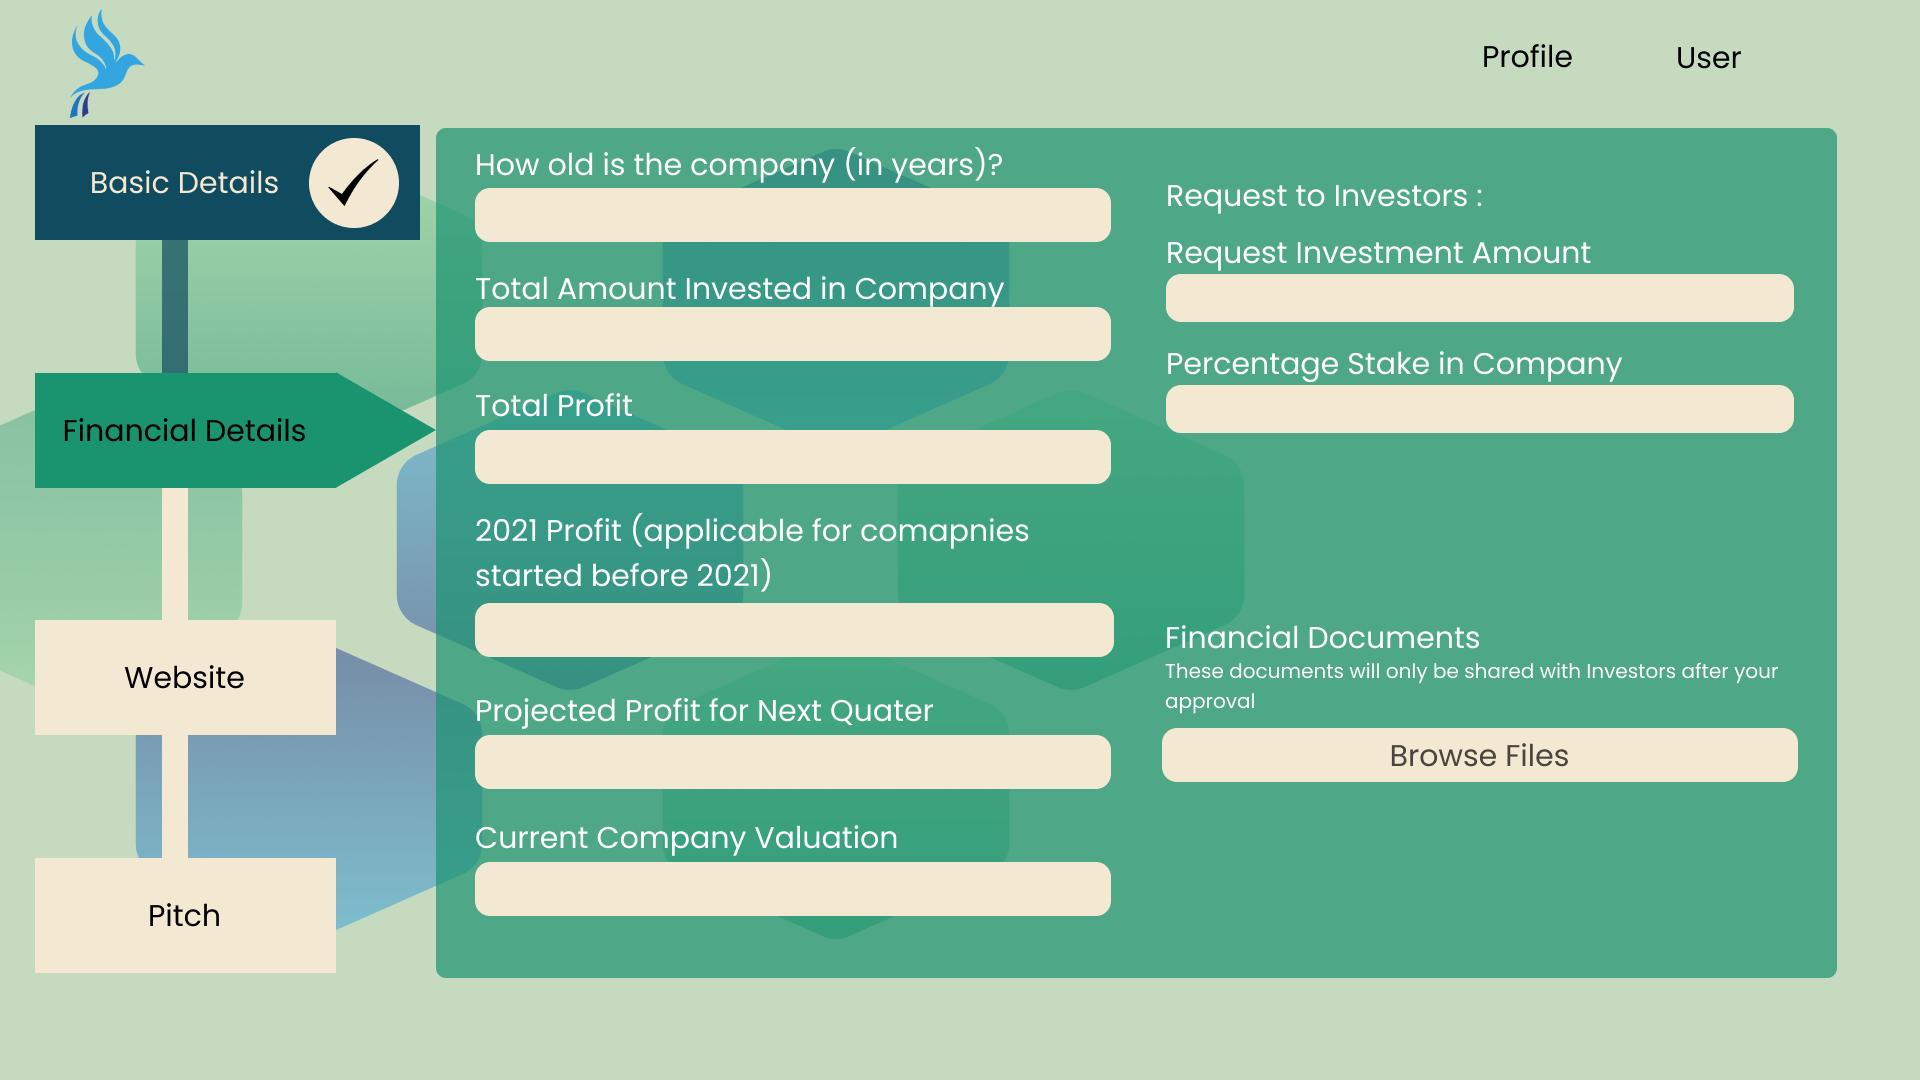 Profile
User
Basic Details
Financial Details
Website
Pitch
How old is the company (in years)?
Total Amount Invested in Company
Total Profit
2021 Profit (applicable for comapnies
started before 2021)
Projected Profit for Next Quater
Current Company Valuation
Request to Investors :
Request Investment Amount
Percentage Stake in Company
Financial Documents
These documents will only be shared with Investors after your
approval
Browse Files